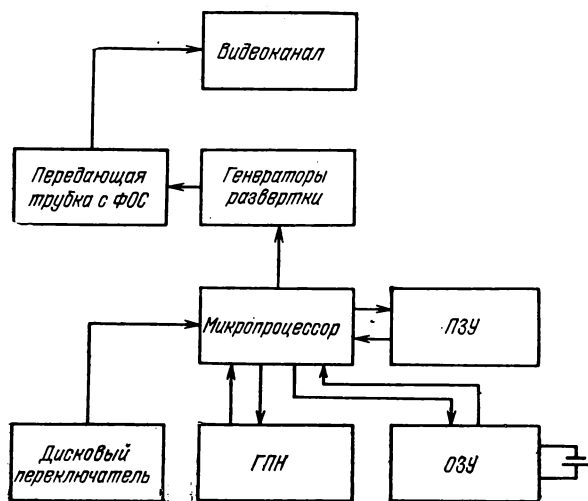 Видеоканал
Передающая
трубка с ФОС
Генераторы
развертки
Микропроцессор
ПЗУ
Дисковый
переключатель
ГПН
ОЗУ